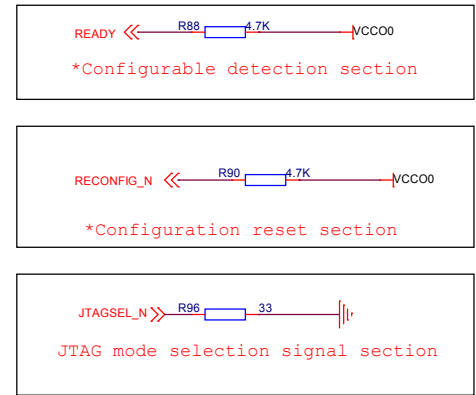 READY R88 4.7K VCCO0
*Configurable detection section
RECONFIG_N R90 4.7K VCCO0
*Configuration reset section
JTAGSEL_N R96 33
JTAG mode selection signal section